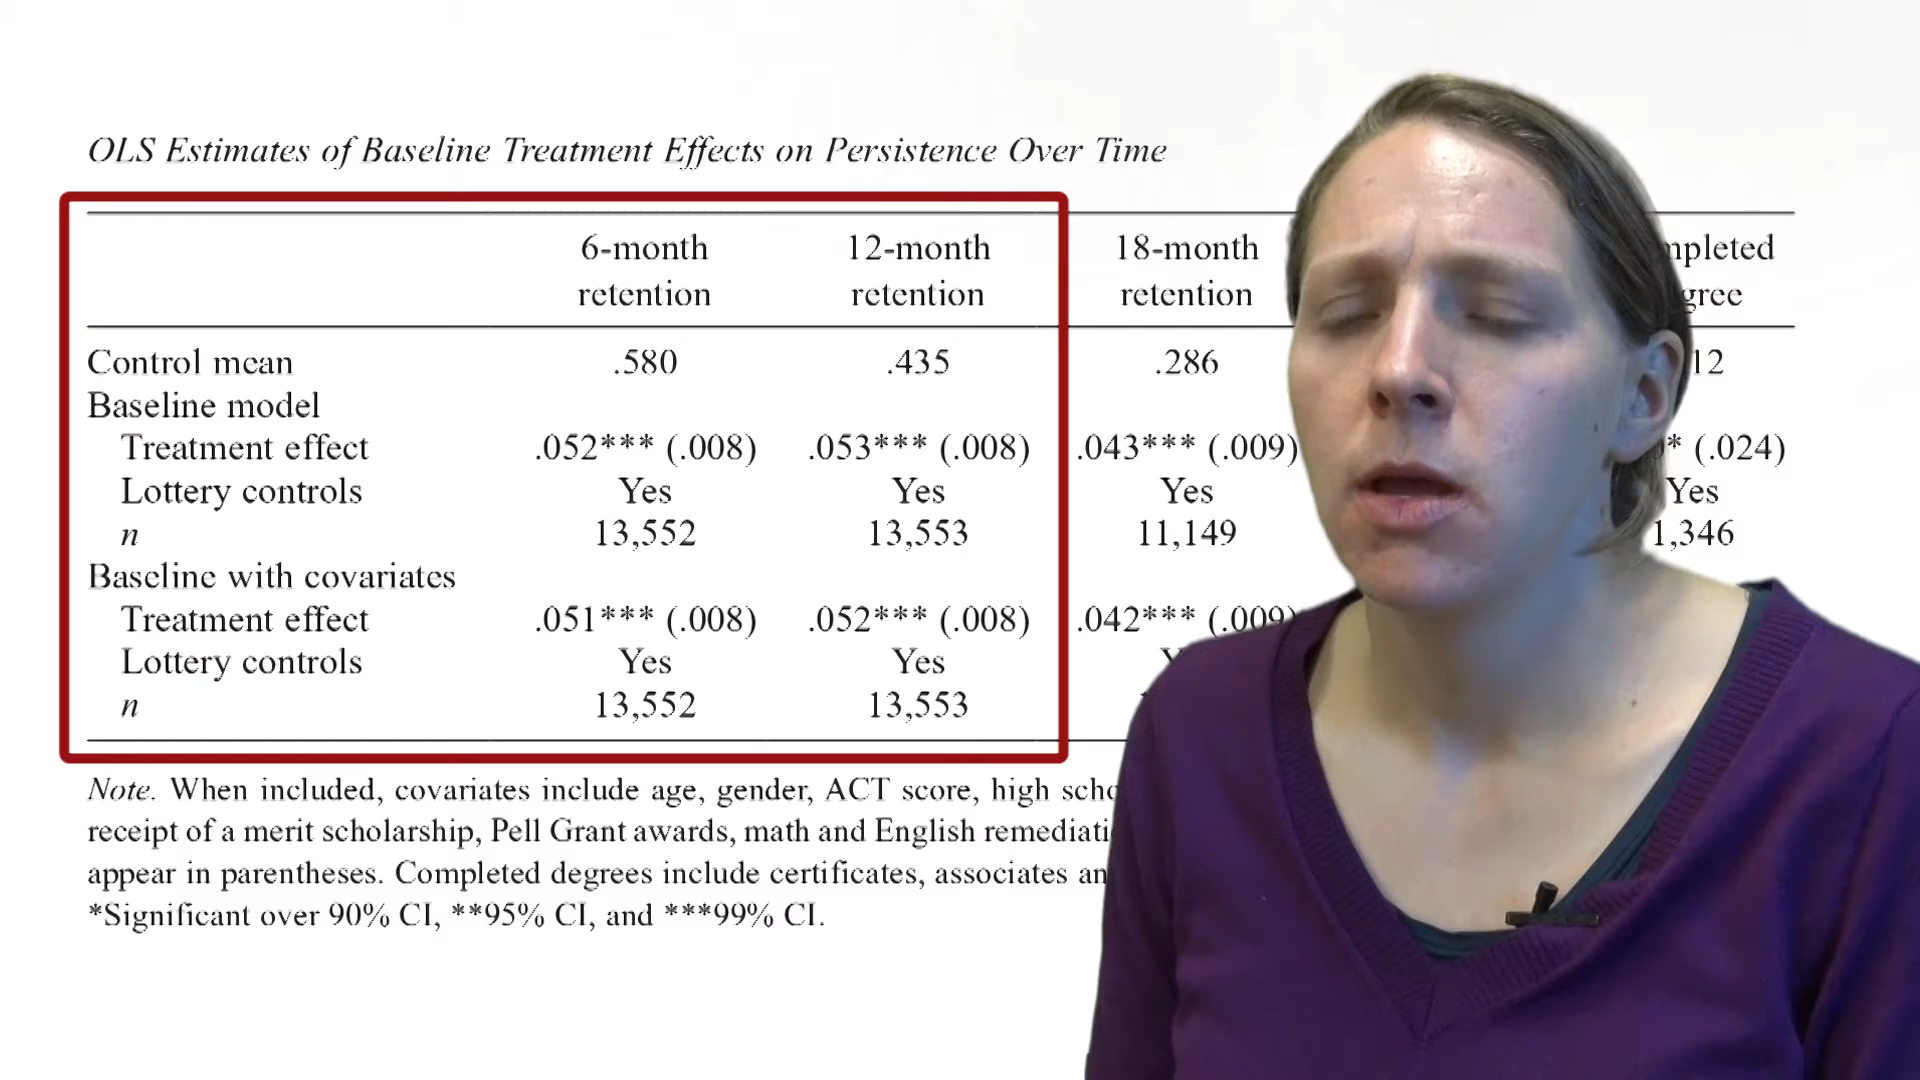 OLS Estimates of Baseline Treatment Effects on Persistence Over Time
6-month 12-month 18-month
retention retention retention
Control mean .580 .435 .286
Baseline model
Treatment effect .052*** (.008) .053*** (.008) .043*** (.009) (.024)
Lottery controls Yes Yes Yes Yes
n 13,552 13,553 11,149
Baseline with covariates
Treatment effect .051*** (.008) .052*** (.008) .042*** (.009)
Lottery controls Yes Yes
n 13,552 13,553
Note. When included, covariates include age, gender, ACT score, high
receipt of a merit scholarship, Pell Grant awards, math and English
appear in parentheses. Completed degrees include certificates, associates
*Significant over 90% CI, **95% CI, and ***99% CI.